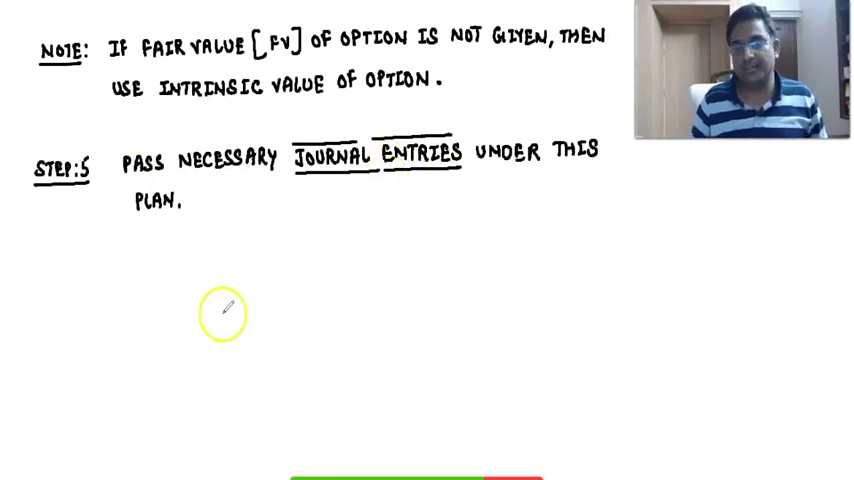 NOTE: IF FAIR VALUE [FV] OF OPTION IS NOT GIVEN, THEN
USE INTRINSIC VALUE OF OPTION.
STEP:5 PASS NECESSARY JOURNAL ENTRIES UNDER THIS
PLAN.